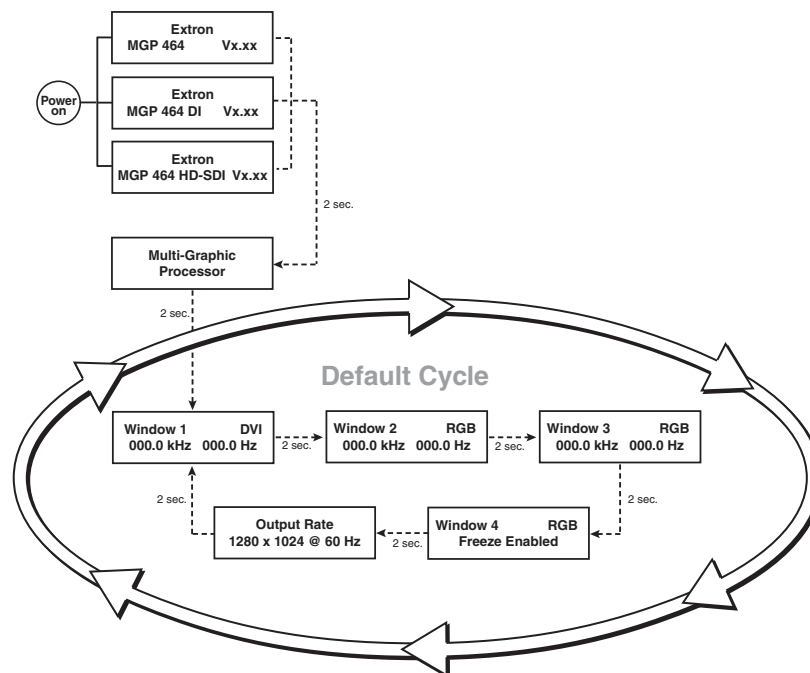 Extron
MGP 464 Vx.xx
Power
on
Extron
MGP 464 DI Vx.xx
Extron
MGP 464 HD-SDI Vx.xx
2 sec.
Multi-Graphic
Processor
2 sec.
Default Cycle
Window 1 DVI
000.0 kHz 000.0 Hz
2 sec.
Window 2 RGB
000.0 kHz 000.0 Hz
2 sec.
Window 3 RGB
000.0 kHz 000.0 Hz
2 sec.
Window 4 RGB
Freeze Enabled
2 sec.
Output Rate
1280 x 1024 @ 60 Hz
2 sec.